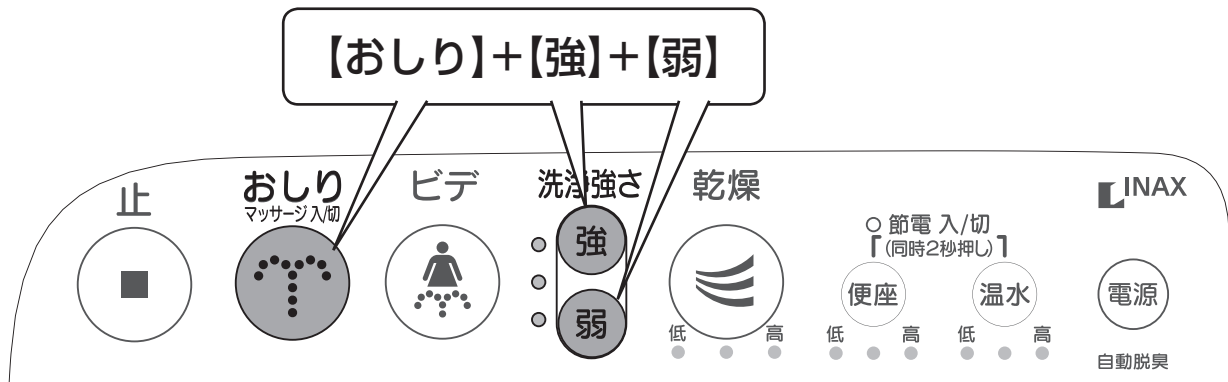 【おしり】+【強】+【弱】
止
おしり
マッサージ 入/切
ビデ
洗浄強さ
強
弱
乾燥
低 高
節電 入/切
(同時2秒押し)
便座
低 高
温水
低 高
INAX
電源
自動脱臭